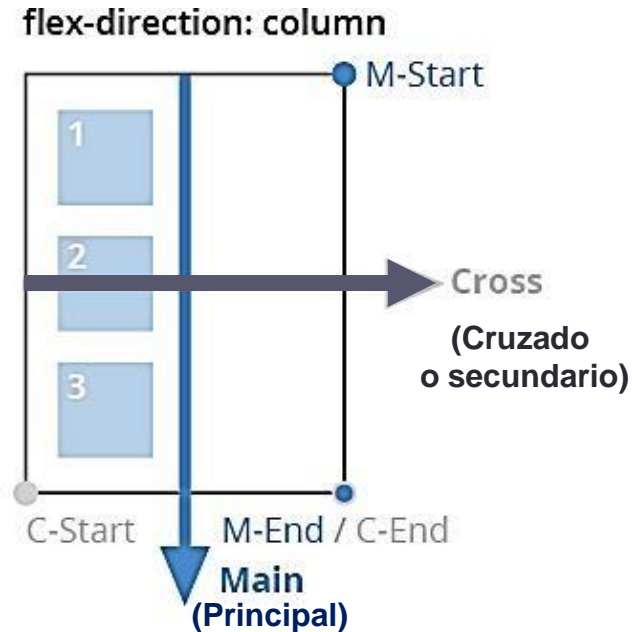 flex-direction: column
M-Start
1
2
Cross
(Cruzado
o secundario)
3
C-Start
M-End / C-End
Main
(Principal)